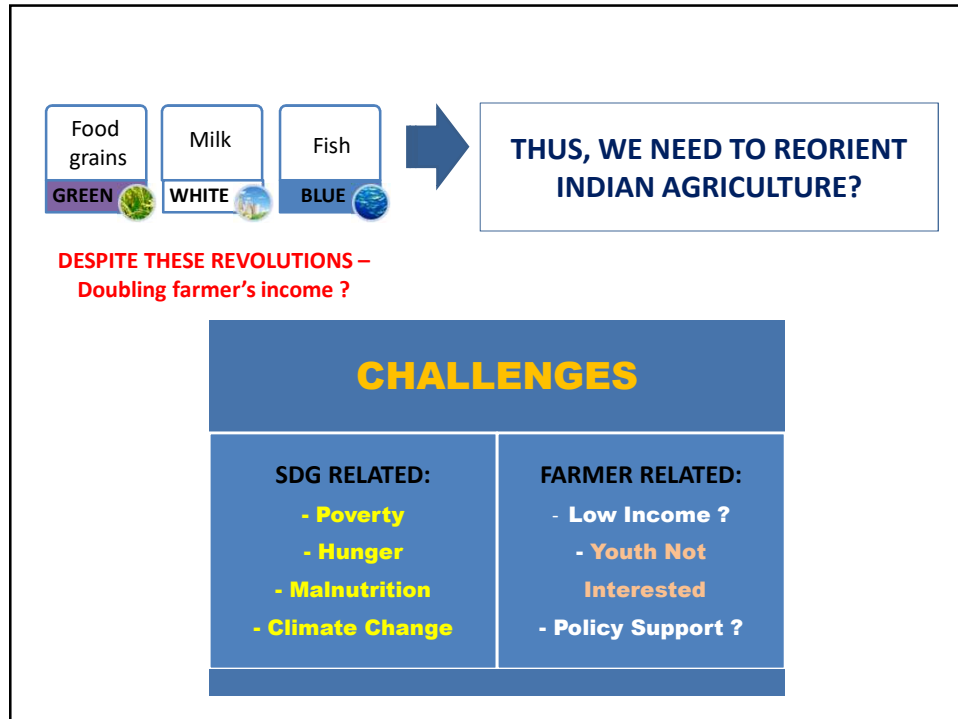 Food
grains
GREEN
Milk
WHITE
Fish
BLUE
THUS, WE NEED TO REORIENT
INDIAN AGRICULTURE?
DESPITE THESE REVOLUTIONS –
Doubling farmer's income ?
CHALLENGES
SDG RELATED:
- Poverty
- Hunger
- Malnutrition
- Climate Change
FARMER RELATED:
- Low Income ?
- Youth Not
Interested
- Policy Support ?